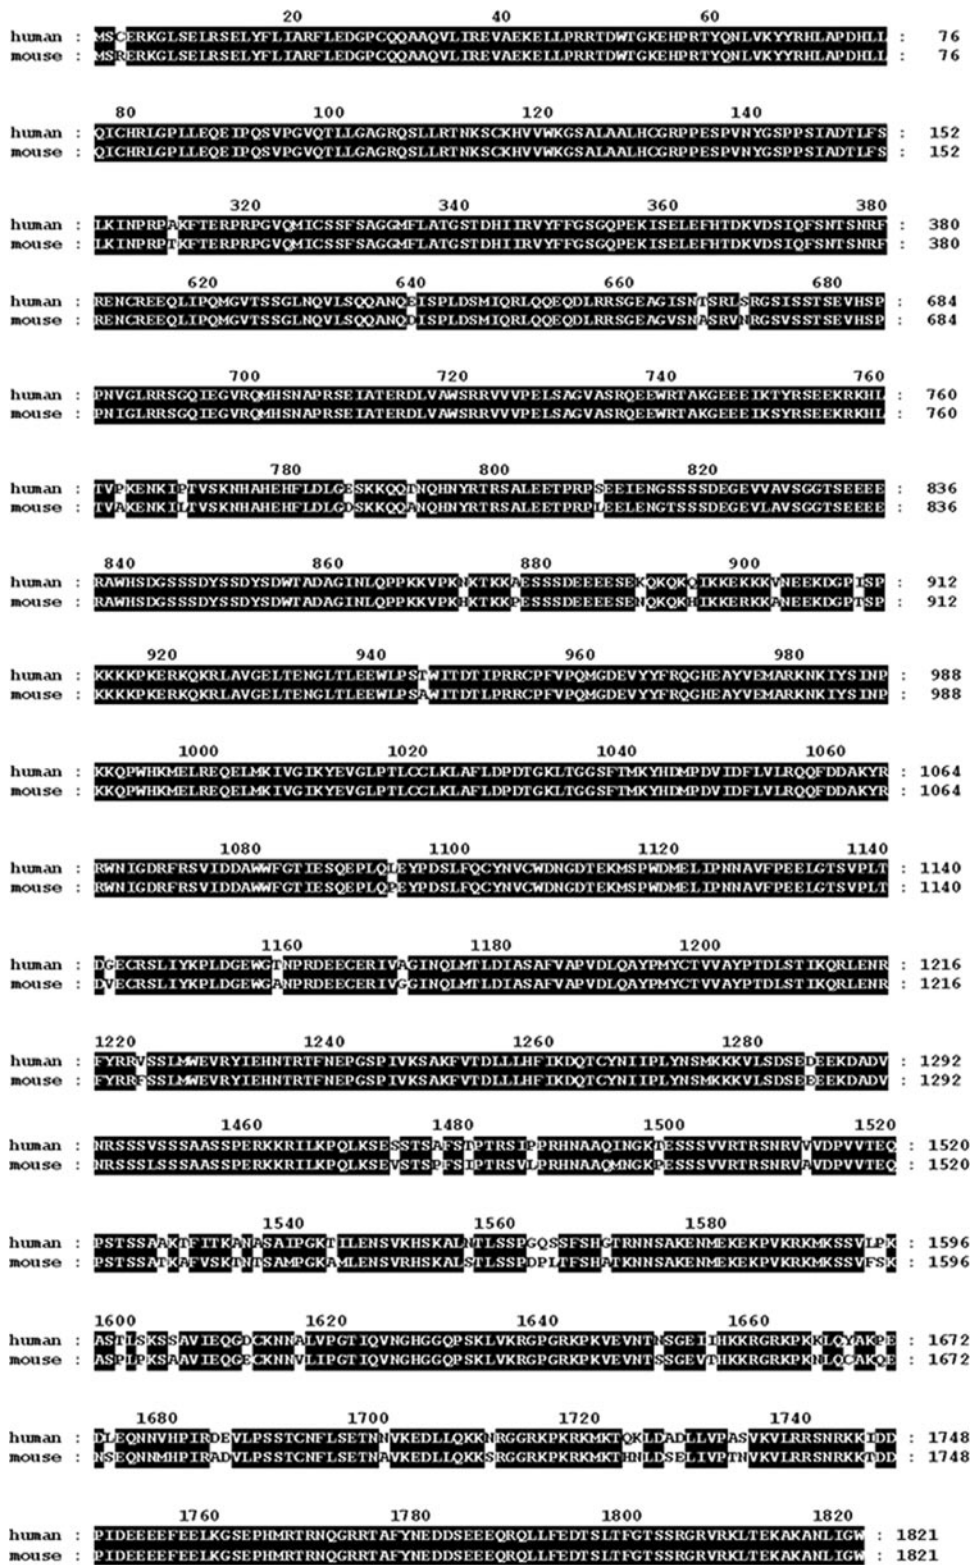 20 40 60
human : MSCERKGLSELRSELYFLIARFLEDGPCQQAAQVLIREVAEKELLPRRTDWTGKEHPRTYQNLVKYYRHLAPDHLL : 76
mouse : MSRERKGLSELRSELYFLIARFLEDGPCQQAAQVLIREVAEKELLPRRTDWTGKEHPRTYQNLVKYYRHLAPDHLL : 76
80 100 120 140
human : QICHRLGPLLEQEIPQSVPGVQTLLGAGRQSLLRTNKSCKHVVWKGSALAALHCGRPPESPVNYGSPPSIADTLFS : 152
mouse : QICHRLGPLLEQEIPQSVPGVQTLLGAGRQSLLRTNKSCKHVVWKGSALAALHCGRPPESPVNYGSPPSIADTLFS : 152
320 340 360 380
human : LKINPRPAKFTERPRPGVQMICSSFSAGGMFLATGSTDHIIRVYFFGSGQPEKISELEFHTDKVDSIQFSNTSNRF : 380
mouse : LKINPRPTKFTERPRPGVQMICSSFSAGGMFLATGSTDHIIRVYFFGSGQPEKISELEFHTDKVDSIQFSNTSNRF : 380
620 640 660 680
human : RENCREEQLIPQMGVTSSGLNQVLSQQANQEISPLDSMIQRLQQEQDLRRSGEAGISNTSRLSRGSISSTSEVHSP : 684
mouse : RENCREEQLIPQMGVTSSGLNQVLSQQANQDISPLDSMIQRLQQEQDLRRSGEAGVSNASRVNRGSVSSTSEVHSP : 684
700 720 740 760
human : PNVGLRRSGQIEGVRQMHSNAPRSEIATERDLVAWSRRVVVPELSAGVASRQEEWRTAKGEEEIKTYRSEEKRKHL : 760
mouse : PNIGLRRSGQIEGVRQMHSNAPRSEIATERDLVAWSRRVVVPELSAGVASRQEEWRTAKGEEEIKSYRSEEKRKHL : 760
780 800 820
human : TVPKENKIPTVSKNHAHEHFLDLGESKKQQTNQHNYRTRSALEETPRPSEEIENGSSSSDEGEVVAVSGGTSEEEE : 836
mouse : TVAKENKILTVSKNHAHEHFLDLGDSKKQQANQHNYRTRSALEETPRPLEELENGTSSSDEGEVLAVSGGTSEEEE : 836
840 860 880 900
human : RAWHSDGSSSDYSSDYSDWTADAGINLQPPKKVPKNKTKKAESSSDEEEESEKQKQKQIKKEKKKVNEEKDGPISP : 912
mouse : RAWHSDGSSSDYSSDYSDWTADAGINLQPPKKVPKHKTKKPESSSDEEEESENQKQKHIKKERKKANEEKDGPTSP : 912
920 940 960 980
human : KKKKPKERKQKRLAVGELTENGLTLEEWLPSTWITDTIPRRCPFVPQMGDEVYYFRQGHEAYVEMARKNKIYSINP : 988
mouse : KKKKPKERKQKRLAVGELTENGLTLEEWLPSAWITDTLPRRCPFVPQMGDEVYYFRQGHEAYVEMARKNKIYSINP : 988
1000 1020 1040 1060
human : KKQPWHKMELREQELMKIVGIKYEVGLPTLCCLKLAFLDPDTGKLTGGSFTMKYHDMPDVIDFLVLRQQFDDAKYR : 1064
mouse : KKQPWHKMELREQELMKIVGIKYEVGLPTLCCLKLAFLDPDTGKLTGGSFTMKYHDMPDVIDFLVLRQQFDDAKYR : 1064
1080 1100 1120 1140
human : RWNIGDRFRSVIDDAWWFGTIESQEPLQLEYPDSLFQCYNVCWDNGDTEKMSPWDMELIPNNAVFPEELGTSVPLT : 1140
mouse : RWNIGDRFRSVIDDAWWFGTIESQEPLQPEYPDSLFQCYNVCWDNGDTEKMSPWDMELIPNNAVFPEELGTSVPLT : 1140
1160 1180 1200
human : DGECRSLIYKPLDGEWGTNPRDEECERIVAGINQLMTLDIASAFVAPVDLQAYPMYCTVVAYPTDLSTIKQRLENR : 1216
mouse : DVECRSLIYKPLDGEWGANPRDEECERIVGGINQLMTLDIASAFVAPVDLQAYPMYCTVVAYPTDLSTIKQRLENR : 1216
1220 1240 1260 1280
human : FYRRVSSLMWEVRYIEHNTRTFNEPGSPIVKSAKFVTDLLLHFIKDQTCYNIIPLYNSMKKKVLSDSEDEEKDADV : 1292
mouse : FYRRFSSLMWEVRYIEHNTRTFNEPGSPIVKSAKFVTDLLLHFIKDQTCYNIIPLYNSMKKKVLSDSEEEEKDADV : 1292
1460 1480 1500 1520
human : NRSSSVSSSAASSPERKKRILKPQLKSESSTSAFSTPTRSIPPRHNAAQINGKTESSSVVRTRSNRVVVDPVVTEQ : 1520
mouse : NRSSSLSSSAASSPERKKRILKPQLKSEVSTSPFSIPTRSVLPRHNAAQMNGKPESSSVVRTRSNRVAVDPVVTEQ : 1520
1540 1560 1580
human : PSTSSAAKTFITKANASAIPGKTILENSVKHSKALNTLSSPGQSSFSHGTRNNSAKENMEKEKPVKRKMKSSVLPK : 1596
mouse : PSTSSATKAFVSKTNTSAMPGKAMLENSVRHSKALSTLSSPDPLTFSHATKNNSAKENMEKEKPVKRKMKSSVFSK : 1596
1600 1620 1640 1660
human : ASTLSKSSAVIEQGDCKNNALVPGTIQVNGHGGQPSKLVKRGPGRKPKVEVNTNSGEIIHKKRGRKPKKLQYAKPE : 1672
mouse : ASPLPKSAAVIEQGECKNNVLIPGTIQVNGHGGQPSKLVKRGPGRKPKVEVNTSSGEVTHKKRGRKPKNLQCAKQE : 1672
1680 1700 1720 1740
human : DLEQNNVHPIRDEVLPSSTCNFLSETNNVKEDLLQKKNRGGRKPKRKMKTQKLDADLLVPASVKVLRRSNRKKIDD : 1748
mouse : NSEQNNMHPIRADVLPSSTCNFLSETNAVKEDLLQKKSRGGRKPKRKMKTHNLDSELIVPTNVKVLRRSNRKKTDD : 1748
1760 1780 1800 1820
human : PIDEEEEFEELKGSEPHMRTRNQGRRTAFYNEDDSEEEQRQLLFEDTSLTFGTSSRGRVRKLTEKAKANLIGW : 1821
mouse : PIDEEEEFEELKGSEPHMRTRNQGRRTAFYNEDDSEEEQRQLLFEDTSLTFGTSSRGRVRKLTEKAKANLIGW : 1821